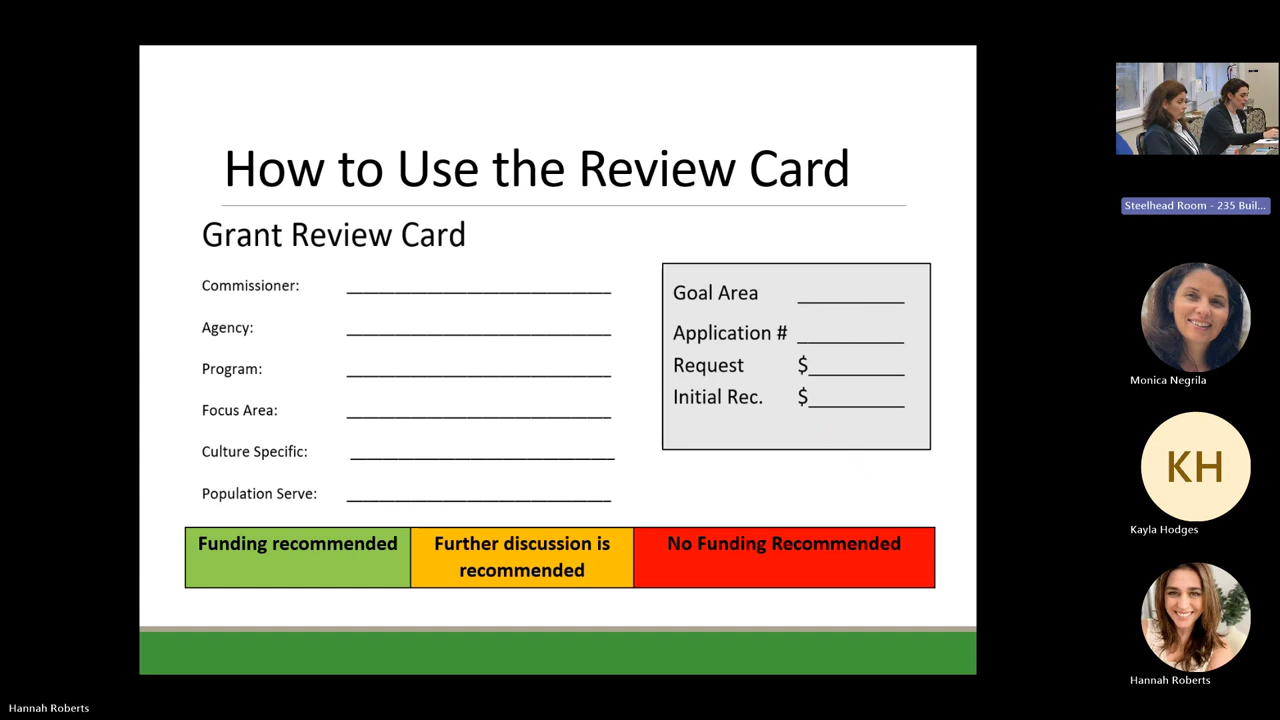 How to Use the Review Card
Grant Review Card
Commissioner:
Agency:
Program:
Focus Area:
Culture Specific:
Population Serve:
Goal Area
Application #
Request $
Initial Rec. $
Funding recommended
Further discussion is
recommended
No Funding Recommended
Steelhead Room - 235 Buil...
Monica Negrila
KH
Kayla Hodges
Hannah Roberts
Hannah Roberts